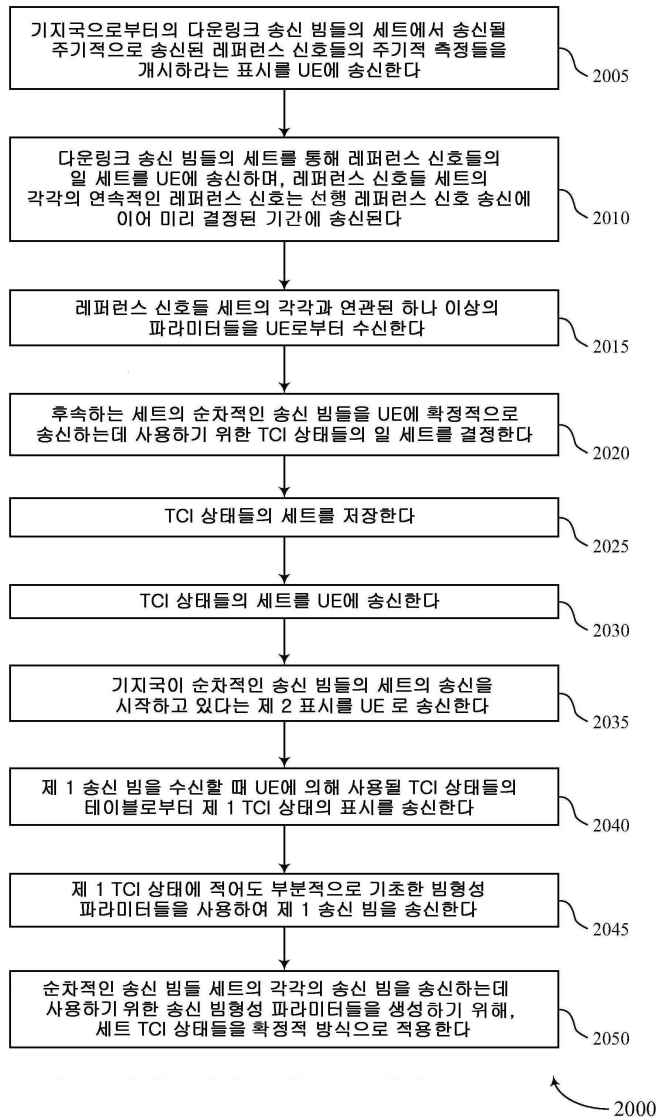 기지국으로부터의 다운링크 송신 빔들의 세트에서 송신될
주기적으로 송신된 레퍼런스 신호들의 주기적 측정들을
개시하라는 표시를 UE에 송신한다
2005
다운링크 송신 빔들의 세트를 통해 레퍼런스 신호들의
일 세트를 UE에 송신하며, 레퍼런스 신호들 세트의
각각의 연속적인 레퍼런스 신호는 선행 레퍼런스 신호 송신에
이어 미리 결정된 기간에 송신된다
2010
레퍼런스 신호들 세트의 각각과 연관된 하나 이상의
파라미터들을 UE로부터 수신한다
2015
후속하는 세트의 순차적인 송신 빔들을 UE에 확정적으로
송신하는데 사용하기 위한 TCI 상태들의 일 세트를 결정한다
2020
TCI 상태들의 세트를 저장한다
2025
TCI 상태들의 세트를 UE에 송신한다
2030
기지국이 순차적인 송신 빔들의 세트의 송신을
시작하고 있다는 제 2 표시를 UE 로 송신한다
2035
제 1 송신 빔을 수신할 때 UE에 의해 사용될 TCI 상태들의
테이블로부터 제 1 TCI 상태의 표시를 송신한다
2040
제 1 TCI 상태에 적어도 부분적으로 기초한 빔형성
파라미터들을 사용하여 제 1 송신 빔을 송신한다
2045
순차적인 송신 빔들 세트의 각각의 송신 빔을 송신하는데
사용하기 위한 송신 빔형성 파라미터들을 생성하기 위해,
세트 TCI 상태들을 확정적 방식으로 적용한다
2050
2000